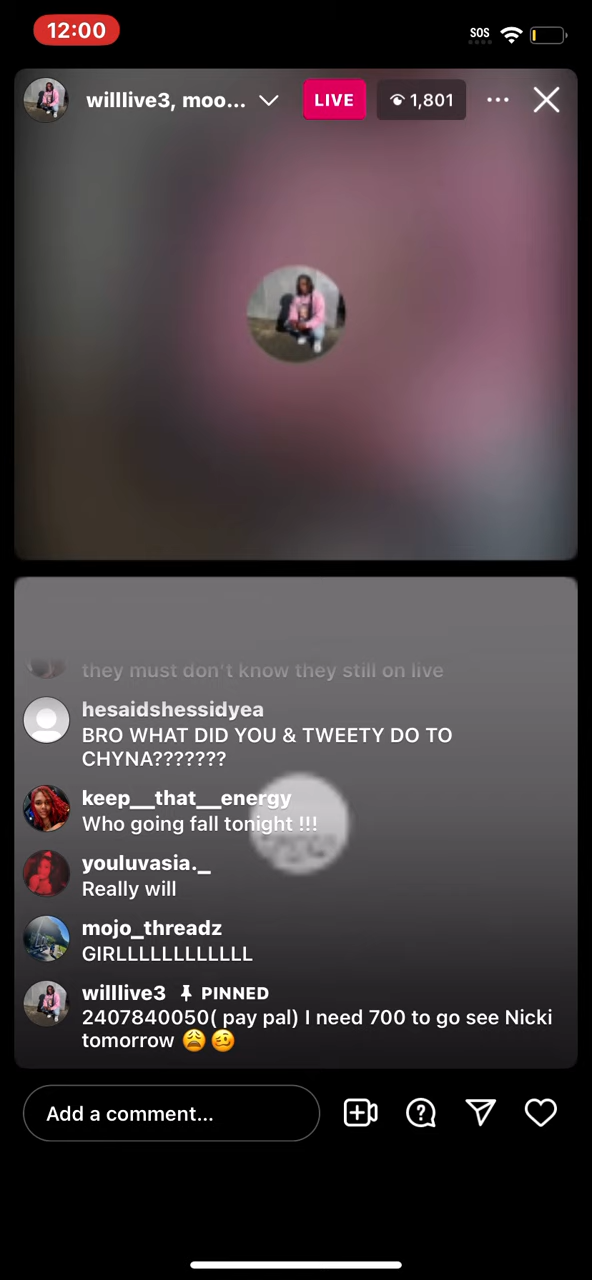 12:00
SOS
willlive3, moo...
LIVE
1,801
they must don't know they still on live
hesaidshessidyea
BRO WHAT DID YOU & TWEETY DO TO
CHYNA???????
keep__that__energy
Who going fall tonight !!!
youluvasia._
Really will
mojo_threadz
GIRLLLLLLLLLLLL
willlive3 PINNED
2407840050( pay pal) I need 700 to go see Nicki
tomorrow 😩🥴
Add a comment...